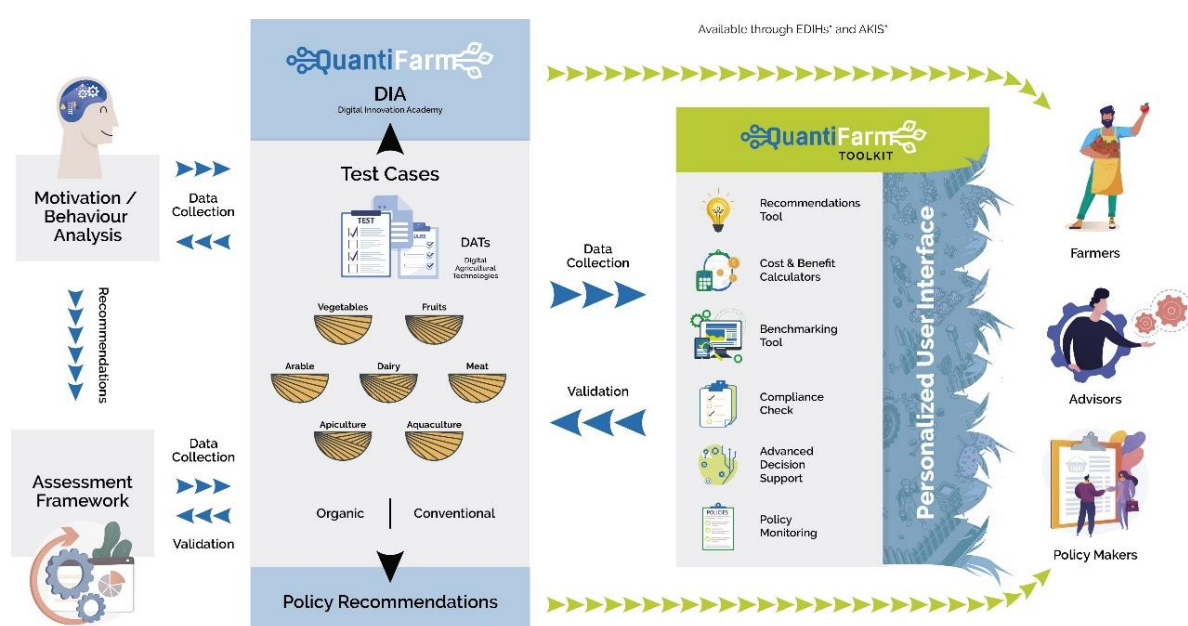 Available through EDIHs* and AKIS*
QuantiFarm
DIA
Digital Innovation Academy
Motivation /
Behaviour
Analysis
Data
Collection
Recommendations
Assessment
Framework
Data
Collection
Validation
Test Cases
TEST
DATs
Digital
Agricultural
Technologies
Vegetables
Fruits
Arable
Dairy
Meat
Apiculture
Aquaculture
Organic
Conventional
Policy Recommendations
Data
Collection
Validation
QuantiFarm
TOOLKIT
Recommendations
Tool
Cost & Benefit
Calculators
Benchmarking
Tool
Compliance
Check
Advanced
Decision
Support
POLICIES
Policy
Monitoring
Personalized User Interface
Farmers
Advisors
Policy Makers